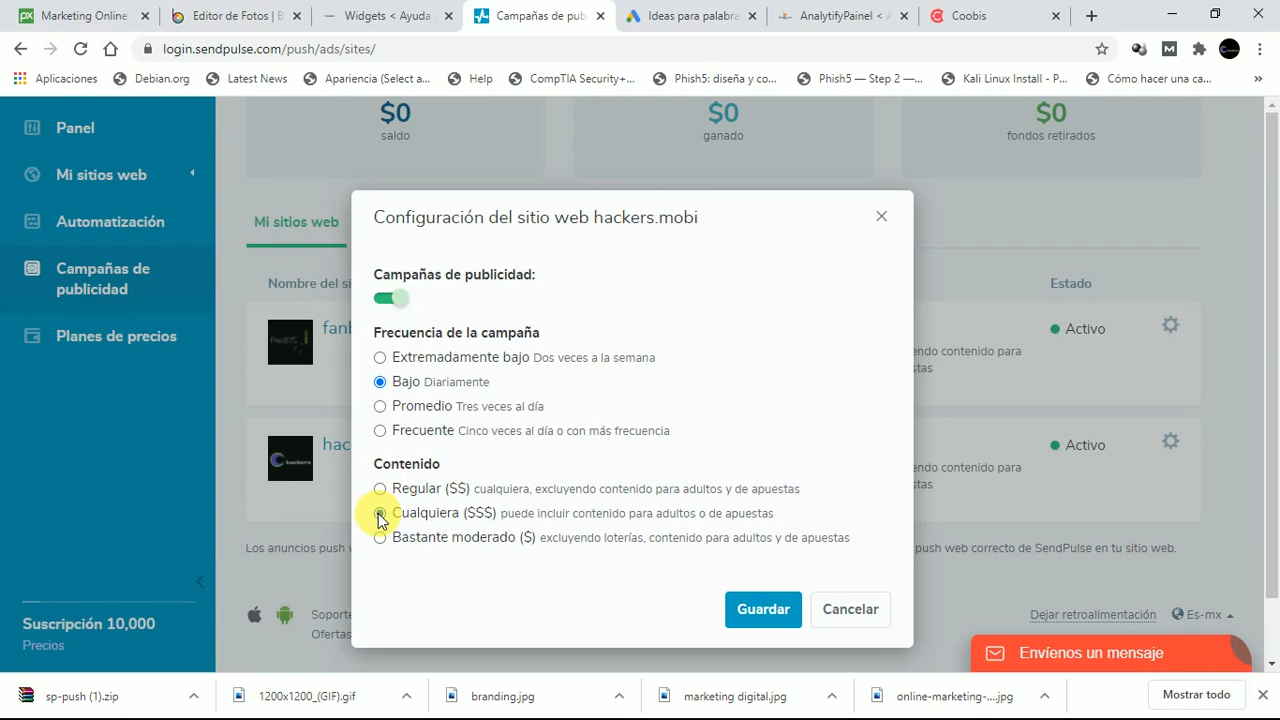 Marketing Online
Editor de Fotos | B
Widgets < Ayuda
Campañas de pub
Ideas para palabra
AnalytifyPainel < A
Coobis
login.sendpulse.com/push/ads/sites/
Aplicaciones
Debian.org
Latest News
Apariencia (Select a...
Help
CompTIA Security+...
Phish5: diseña y co...
Phish5 — Step 2 —...
Kali Linux Install - P...
Cómo hacer una ca...
»
Panel
Mi sitios web
Automatización
Campañas de
publicidad
Planes de precios
Suscripción 10,000
Precios
$0
saldo
$0
ganado
$0
fondos retirados
Mi sitios web
Nombre del si
Estado
fanb
Activo
endo contenido para
stas
hac
Activo
endo contenido para
stas
Configuración del sitio web hackers.mobi
Campañas de publicidad:
Frecuencia de la campaña
Extremadamente bajo Dos veces a la semana
Bajo Diariamente
Promedio Tres veces al día
Frecuente Cinco veces al día o con más frecuencia
Contenido
Regular ($$) cualquiera, excluyendo contenido para adultos y de apuestas
Cualquiera ($$$) puede incluir contenido para adultos o de apuestas
Bastante moderado ($) excluyendo loterías, contenido para adultos y de apuestas
Guardar
Cancelar
Los anuncios push
push web correcto de SendPulse en tu sitio web.
Soporte
Ofertas
Dejar retroalimentación
Es-mx
Envíenos un mensaje
sp-push (1).zip
1200x1200_(GIF).gif
branding.jpg
marketing digital.jpg
online-marketing-....jpg
Mostrar todo